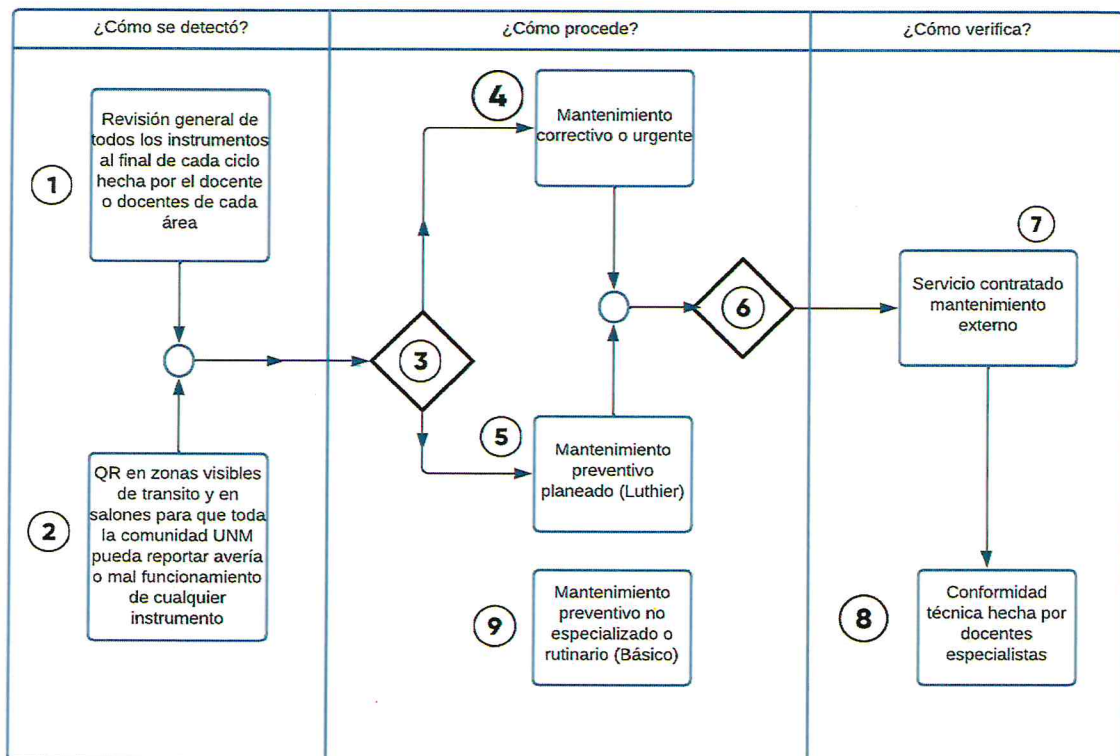 ¿Cómo se detectó?
¿Cómo procede?
¿Cómo verifica?
1
Revisión general de
todos los instrumentos
al final de cada ciclo
hecha por el docente
o docentes de cada
área
2
QR en zonas visibles
de transito y en
salones para que toda
la comunidad UNM
pueda reportar avería
o mal funcionamiento
de cualquier
instrumento
3
4
Mantenimiento
correctivo o urgente
5
Mantenimiento
preventivo
planeado (Luthier)
6
7
Servicio contratado
mantenimiento
externo
8
Conformidad
técnica hecha por
docentes
especialistas
9
Mantenimiento
preventivo no
especializado o
rutinario (Básico)